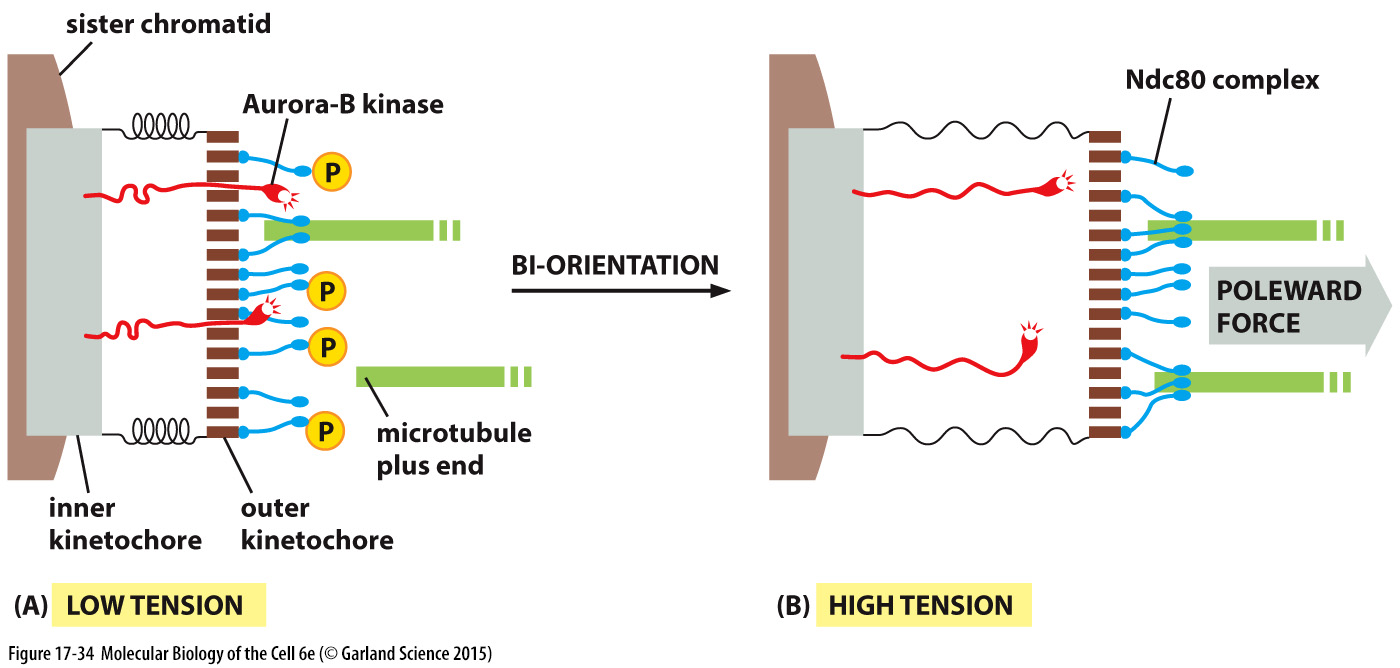 sister chromatid
Aurora-B kinase
P
P
P
P
microtubule
plus end
inner
kinetochore
outer
kinetochore
(A) LOW TENSION
BI-ORIENTATION
Ndc80 complex
POLEWARD
FORCE
(B) HIGH TENSION
Figure 17-34 Molecular Biology of the Cell 6e (© Garland Science 2015)